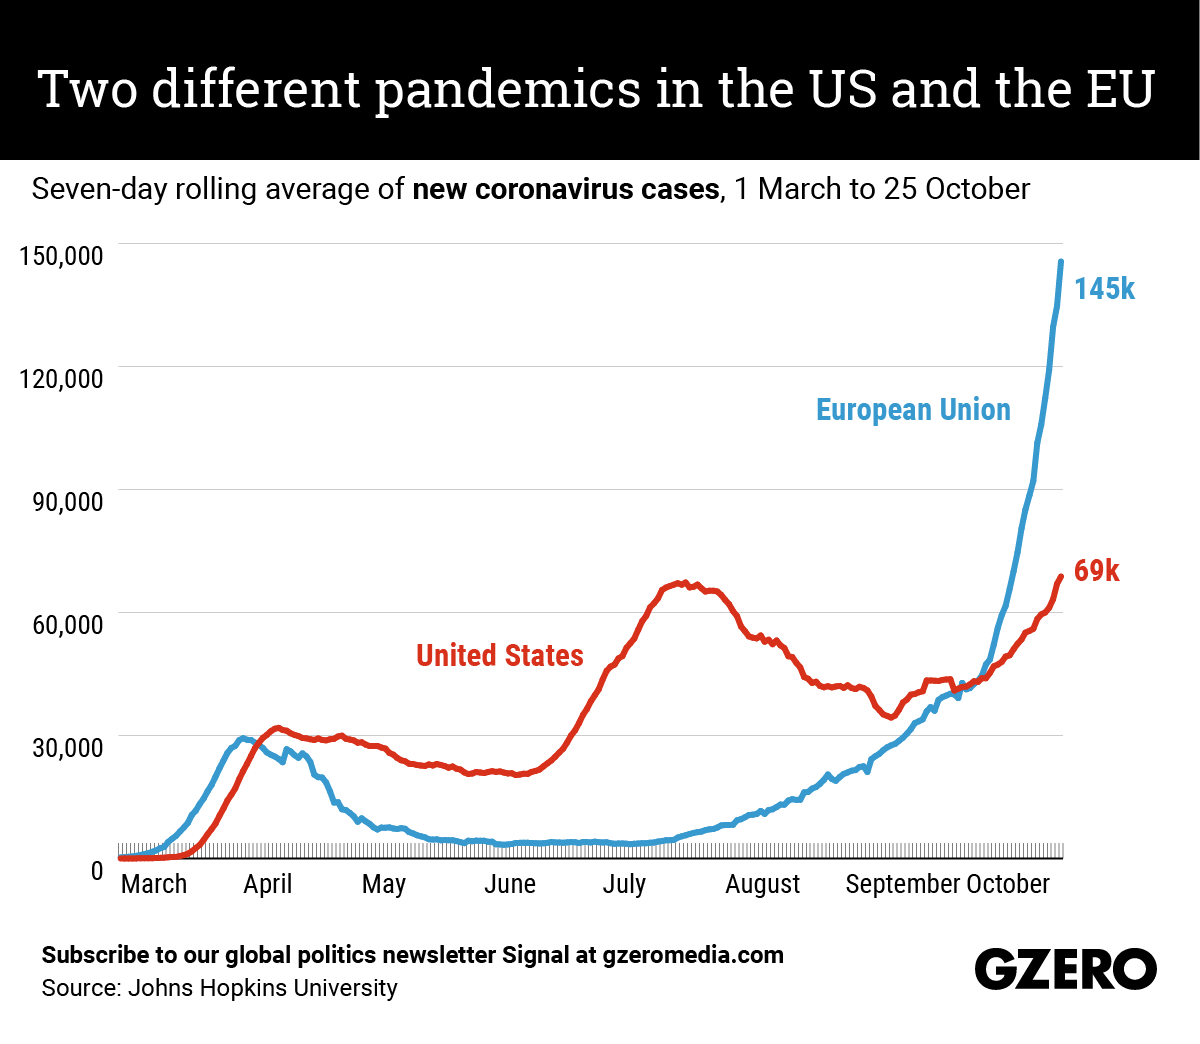 Two different pandemics in the US and the EU
Seven-day rolling average of new coronavirus cases, 1 March to 25 October
150,000
145k
120,000
European Union
90,000
69k
60,000
United States
30,000
0
March April May June July August September October
Subscribe to our global politics newsletter Signal at gzeromedia.com
Source: Johns Hopkins University
GZERO